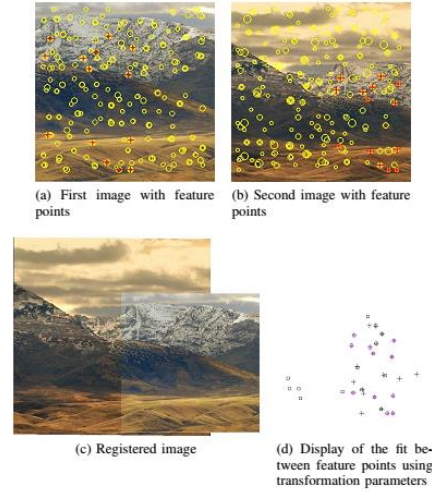 (a) First image with feature
points
(b) Second image with feature
points
(c) Registered image
(d) Display of the fit be-
tween feature points using
transformation parameters